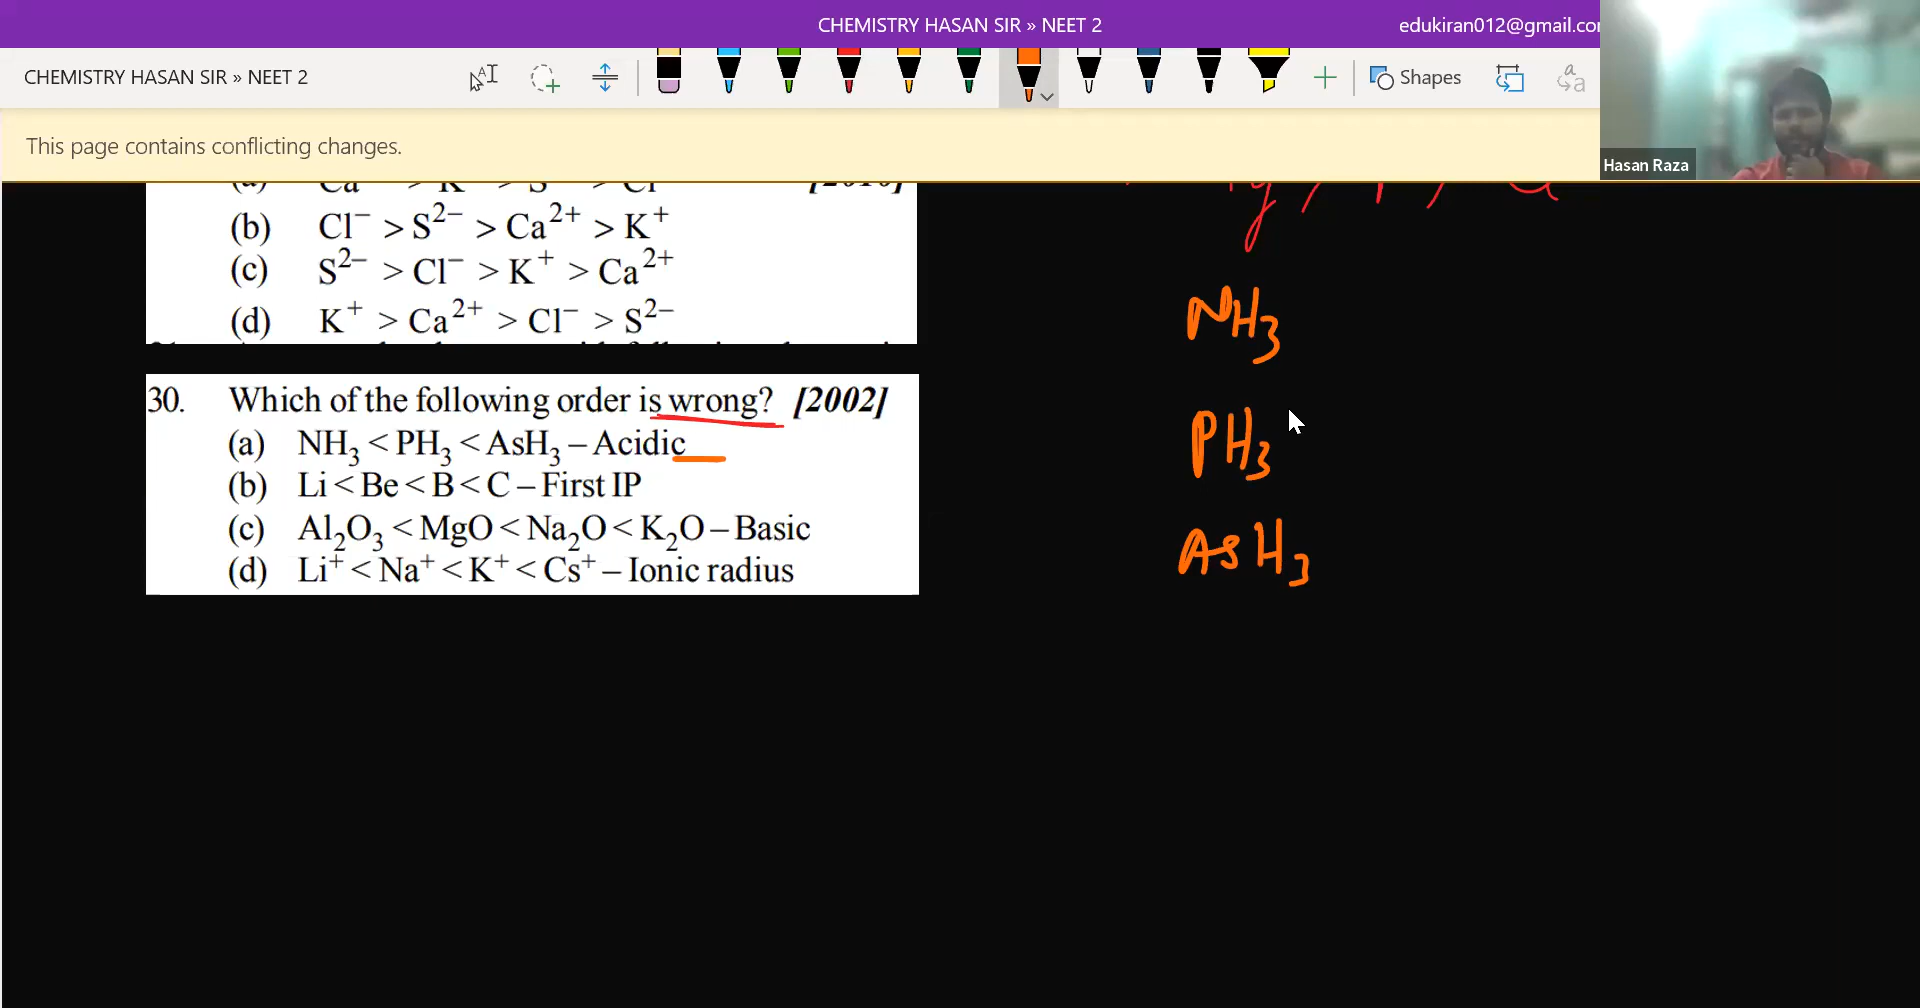 CHEMISTRY HASAN SIR » NEET 2
edukiran012@gmail.co
CHEMISTRY HASAN SIR » NEET 2
Shapes
Hasan Raza
This page contains conflicting changes.
(b) Cl⁻ > S²⁻ > Ca²⁺ > K⁺
(c) S²⁻ > Cl⁻ > K⁺ > Ca²⁺
(d) K⁺ > Ca²⁺ > Cl⁻ > S²⁻
30. Which of the following order is wrong? [2002]
(a) NH₃ < PH₃ < AsH₃ – Acidic
(b) Li < Be < B < C – First IP
(c) Al₂O₃ < MgO < Na₂O < K₂O – Basic
(d) Li⁺ < Na⁺ < K⁺ < Cs⁺ – Ionic radius
NH₃
PH₃
AsH₃